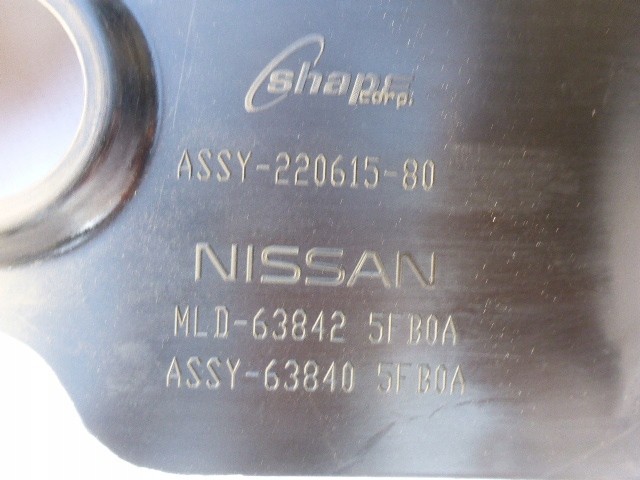 shape
corp.
ASSY-220615-80
NISSAN
MLD-63842 5FB0A
ASSY-63840 5FB0A